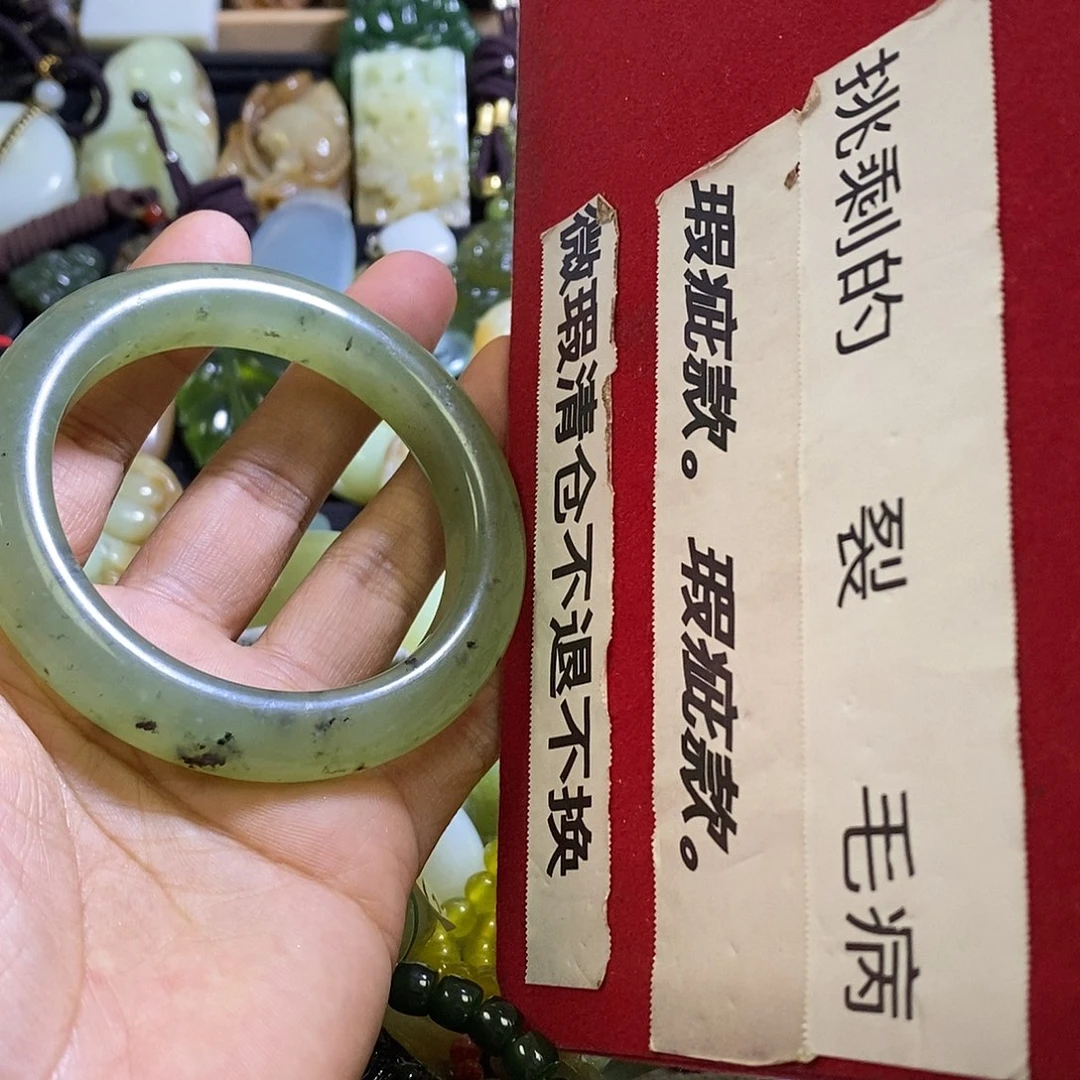 挑剩的 裂 毛病
瑕疵款。 瑕疵款。
微瑕清仓不退不换